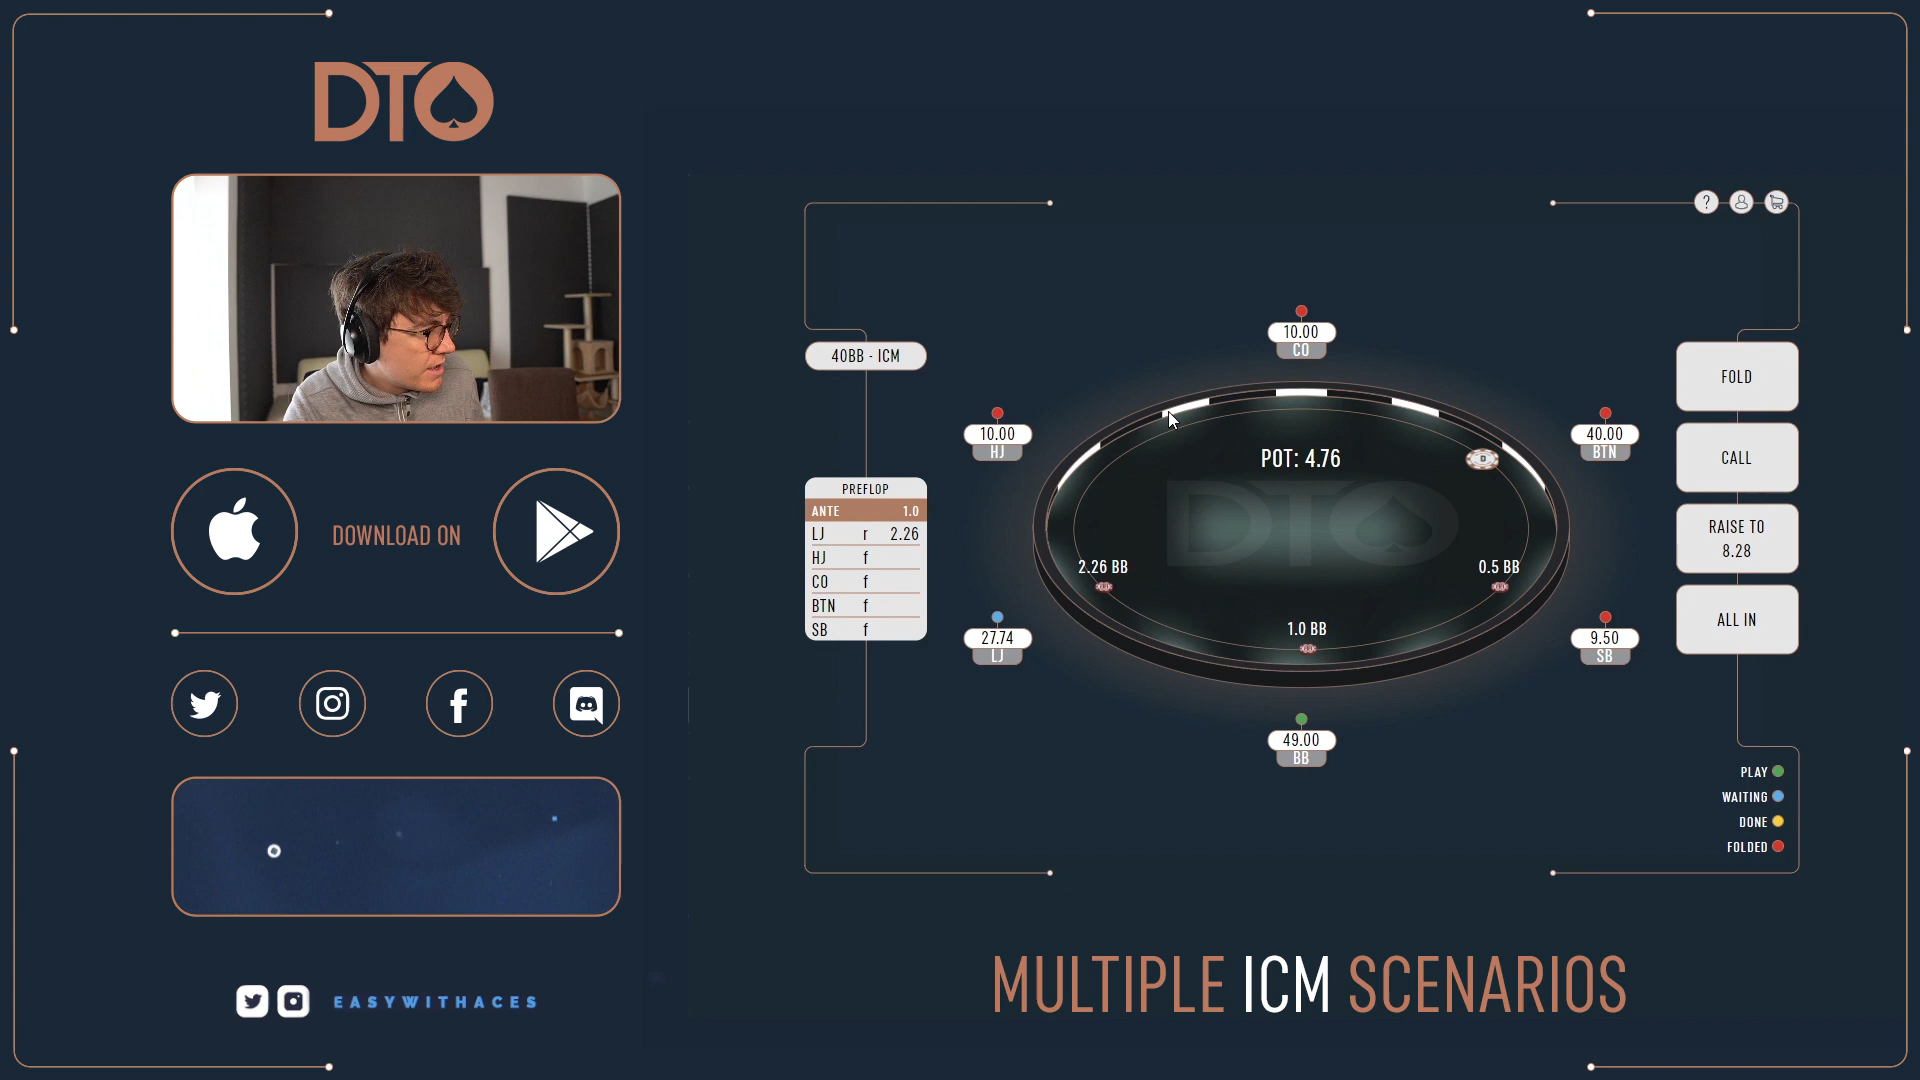 DTO
DOWNLOAD ON
EASYWITHACES
40BB - ICM
PREFLOP
ANTE 1.0
LJ r 2.26
HJ f
CO f
BTN f
SB f
10.00
CO
10.00
HJ
40.00
BTN
POT: 4.76
D
DTO
2.26 BB
0.5 BB
1.0 BB
27.74
LJ
9.50
SB
49.00
BB
?
FOLD
CALL
RAISE TO
8.28
ALL IN
PLAY
WAITING
DONE
FOLDED
MULTIPLE ICM SCENARIOS